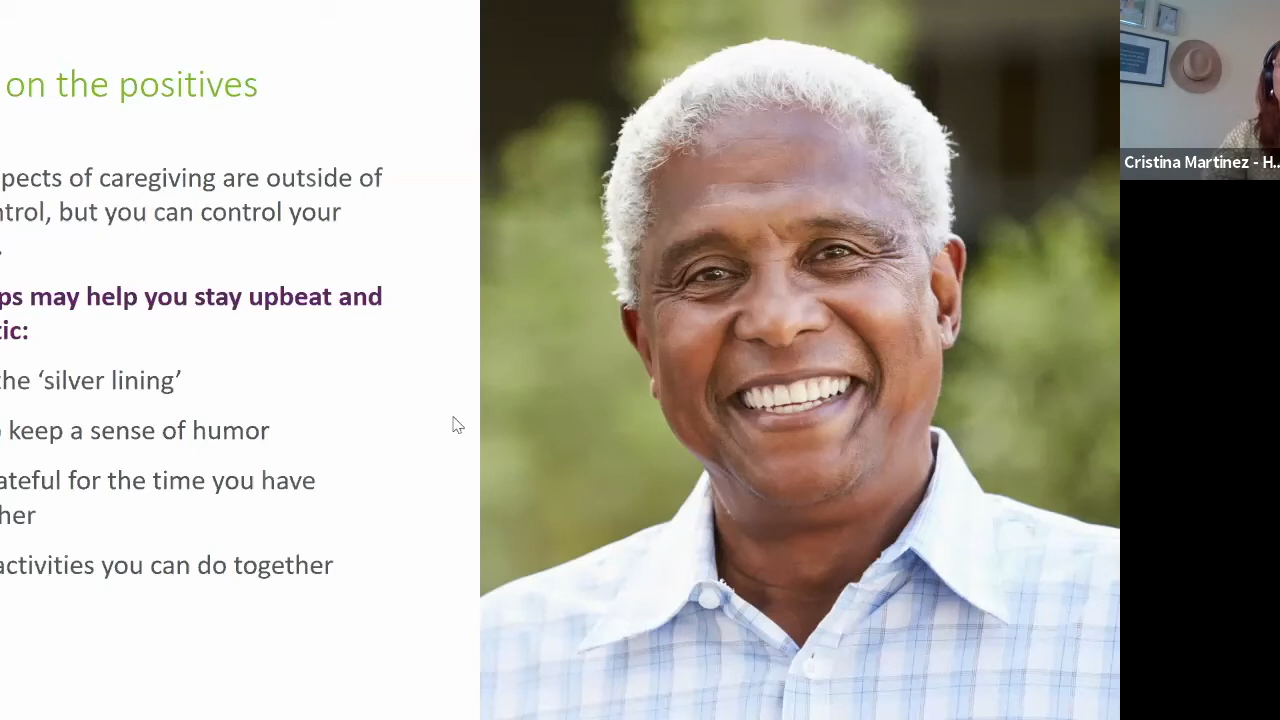 on the positives
pects of caregiving are outside of
ntrol, but you can control your
ps may help you stay upbeat and
tic:
the ‘silver lining’
keep a sense of humor
ateful for the time you have
her
activities you can do together
Cristina Martinez - H...